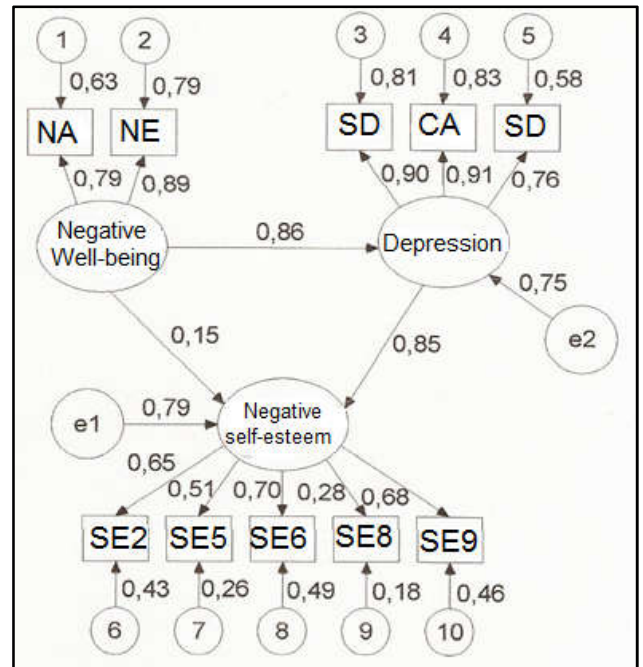 1 2 3 4 5
0,63 0,79 0,81 0,83 0,58
NA NE SD CA SD
0,79 0,89 0,90 0,91 0,76
Negative
Well-being
0,86
Depression
0,15
0,85
0,75
e2
e1
0,79
Negative
self-esteem
0,65 0,51 0,70 0,28 0,68
SE2 SE5 SE6 SE8 SE9
0,43 0,26 0,49 0,18 0,46
6 7 8 9 10